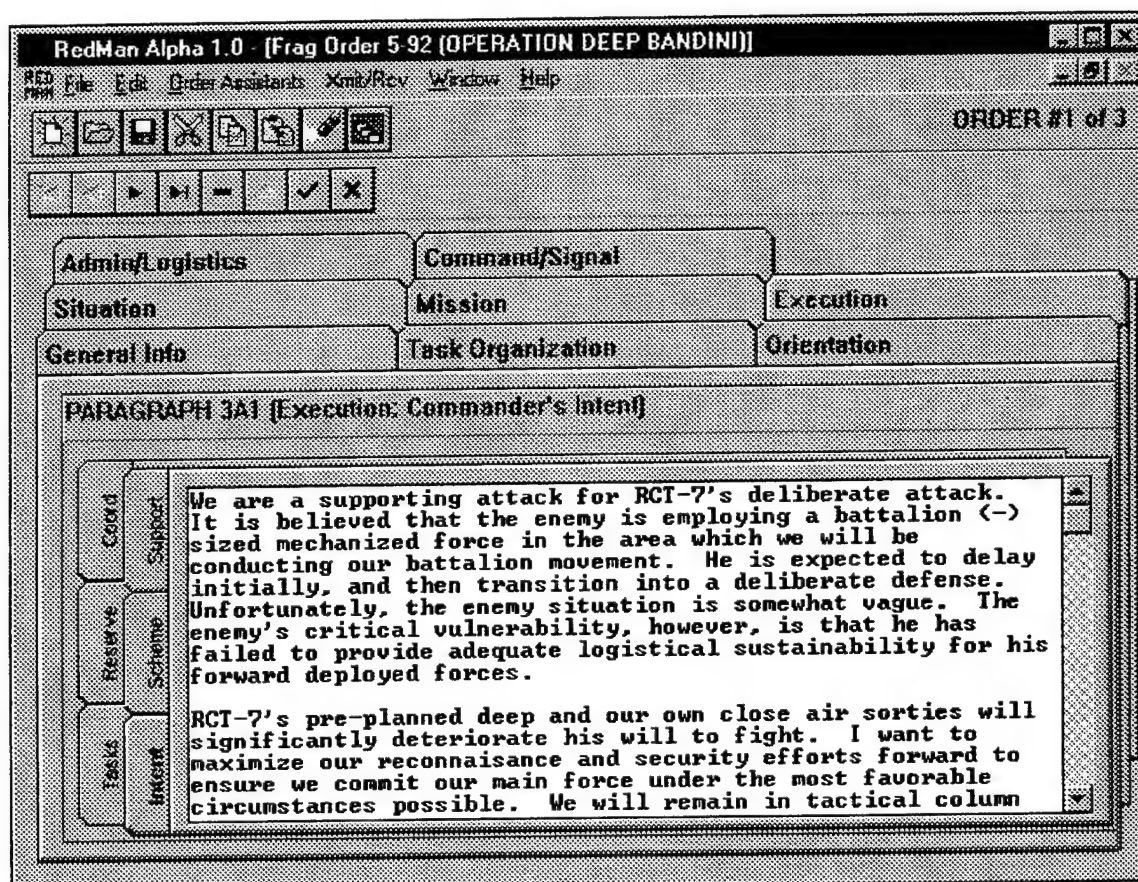 RedMan Alpha 1.0 - [Frag Order 5-92 (OPERATION DEEP BANDINI)]
RED MAN File Edit Order Assistants Xmit/Rcv Window Help
ORDER #1 of 3
Admin/Logistics Command/Signal
Situation Mission Execution
General Info Task Organization Orientation
PARAGRAPH 3A1 (Execution: Commander's Intent)
Coord
Support
Reserve
Scheme
Tasks
Intent
We are a supporting attack for RCT-7's deliberate attack.
It is believed that the enemy is employing a battalion (-)
sized mechanized force in the area which we will be
conducting our battalion movement. He is expected to delay
initially, and then transition into a deliberate defense.
Unfortunately, the enemy situation is somewhat vague. The
enemy's critical vulnerability, however, is that he has
failed to provide adequate logistical sustainability for his
forward deployed forces.
RCT-7's pre-planned deep and our own close air sorties will
significantly deteriorate his will to fight. I want to
maximize our reconnaisance and security efforts forward to
ensure we commit our main force under the most favorable
circumstances possible. We will remain in tactical column